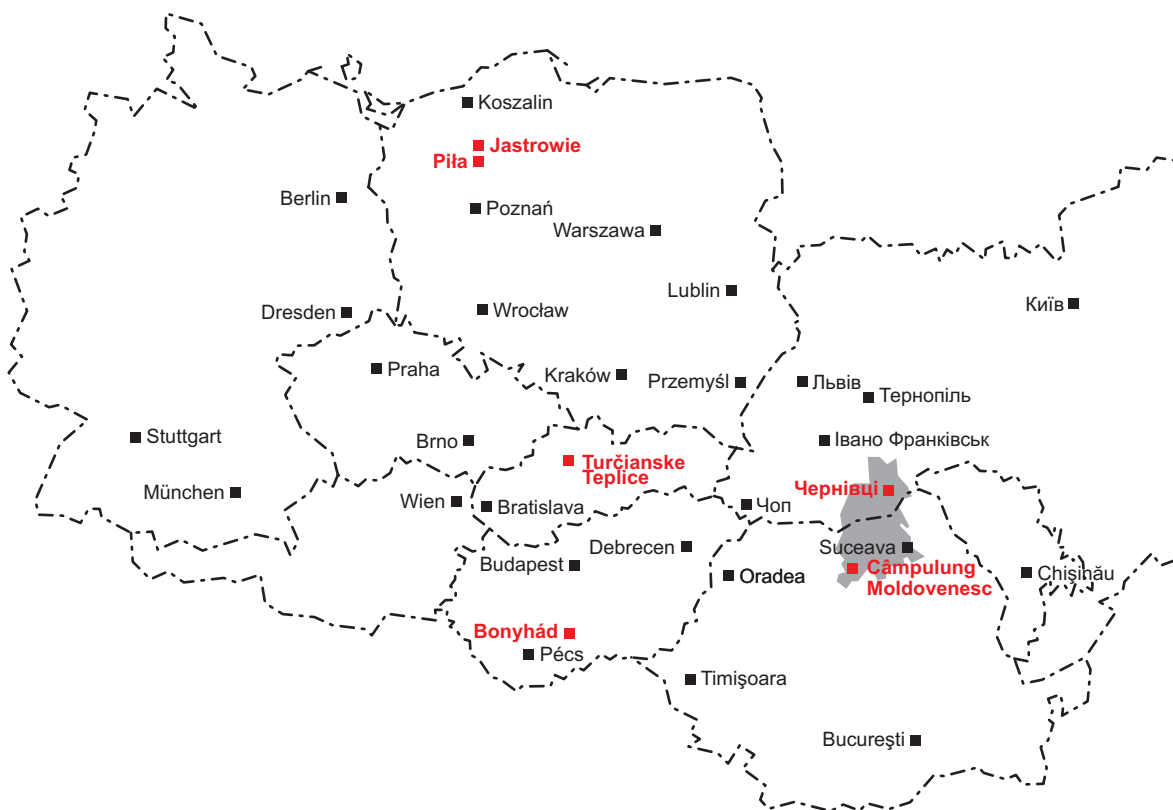 Koszalin
Jastrowie
Piła
Berlin
Poznań
Warszawa
Lublin
Київ
Dresden
Wrocław
Praha
Kraków
Przemyśl
Львів
Тернопіль
Stuttgart
Brno
Івано Франківськ
Turčianske
Teplice
München
Wien
Bratislava
Чернівці
Чоп
Debrecen
Suceava
Budapest
Oradea
Câmpulung
Moldovenesc
Chişinău
Bonyhád
Pécs
Timişoara
Bucureşti